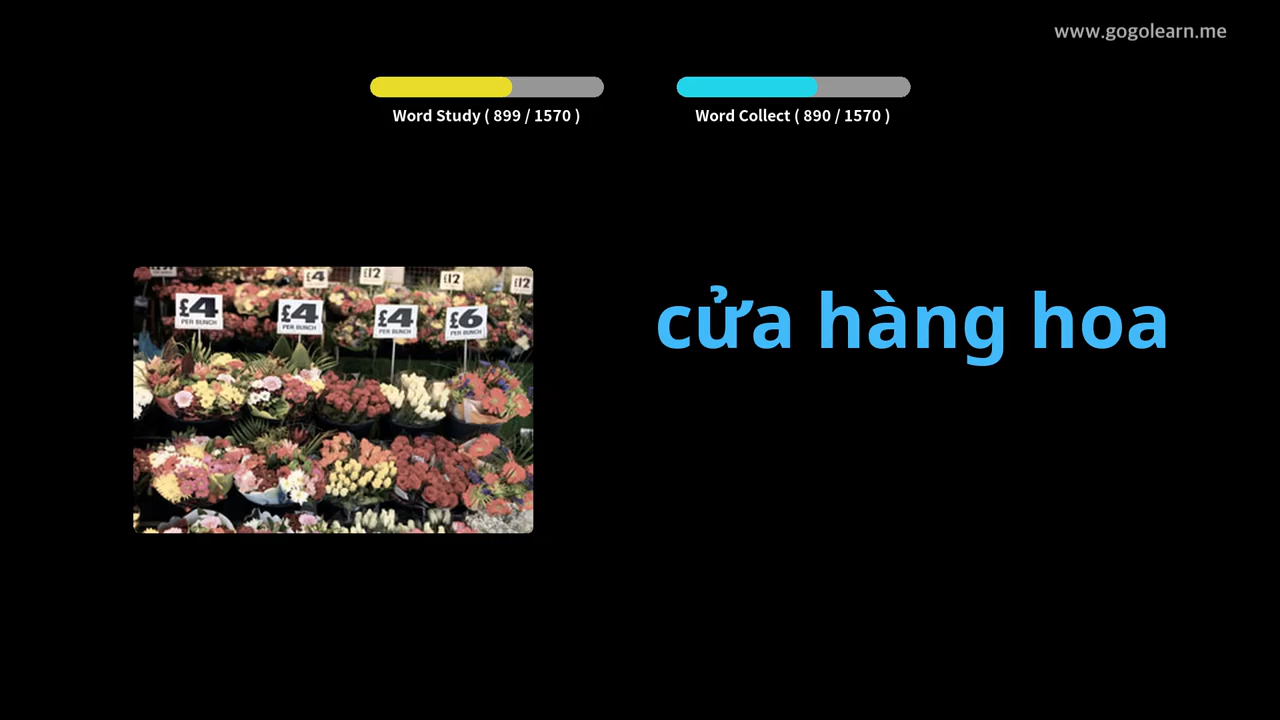 www.gogolearn.me
Word Study ( 899 / 1570 )
Word Collect ( 890 / 1570 )
£4
£12
£12
£12
£4
PER BUNCH
£4
PER BUNCH
£4
PER BUNCH
£6
PER BUNCH
cửa hàng hoa